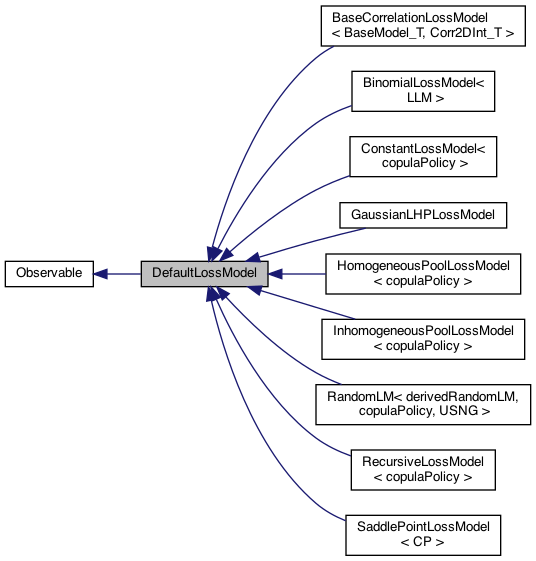 BaseCorrelationLossModel
< BaseModel_T, Corr2DInt_T >
BinomialLossModel<
LLM >
ConstantLossModel<
copulaPolicy >
GaussianLHPLossModel
Observable
DefaultLossModel
HomogeneousPoolLossModel
< copulaPolicy >
InhomogeneousPoolLossModel
< copulaPolicy >
RandomLM< derivedRandomLM,
copulaPolicy, USNG >
RecursiveLossModel
< copulaPolicy >
SaddlePointLossModel
< CP >